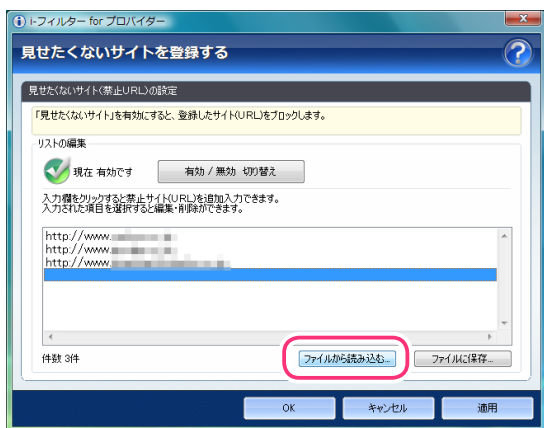 i-フィルター for プロバイダー
見せたくないサイトを登録する
?
見せたくないサイト(禁止URL)の設定
「見せたくないサイト」を有効にすると、登録したサイト(URL)をブロックします。
リストの編集
現在 有効です
有効 / 無効 切り替え
入力欄をクリックすると禁止サイト(URL)を追加入力できます。
入力された項目を選択すると編集・削除ができます。
http://www.
http://www.
http://www.
件数 3件
ファイルから読み込む...
ファイルに保存...
OK
キャンセル
適用